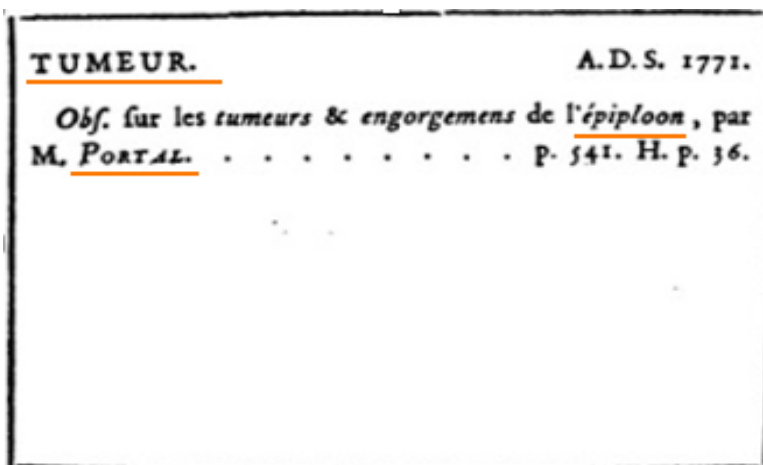 TUMEUR. A.D.S. 1771.
Obſ. ſur les tumeurs & engorgemens de l'épiploon, par
M. PORTAL. . . . . . . . . p. 541. H. p. 36.